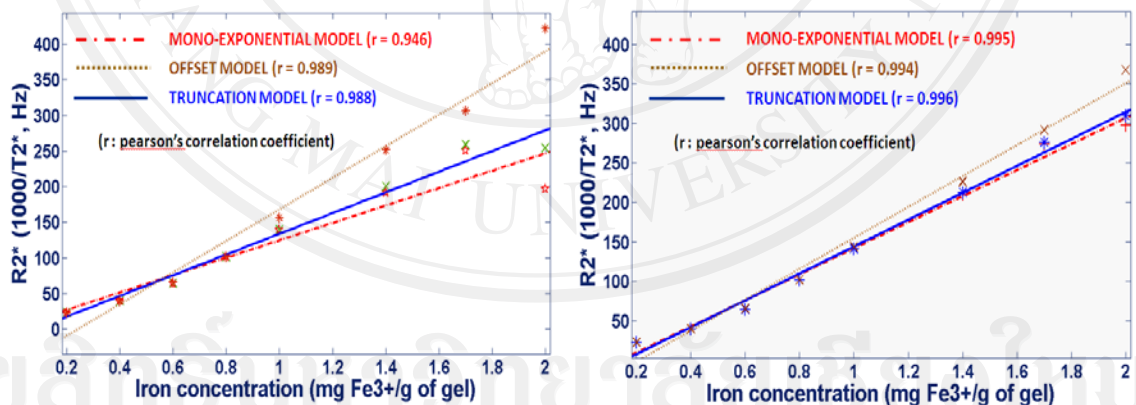 MONO-EXPONENTIAL MODEL (r = 0.946)
OFFSET MODEL (r = 0.989)
TRUNCATION MODEL (r = 0.988)
(r : pearson's correlation coefficient)
R2* (1000/T2*, Hz)
400
350
300
250
200
150
100
50
0
0.2 0.4 0.6 0.8 1 1.2 1.4 1.6 1.8 2
Iron concentration (mg Fe3+/g of gel)
MONO-EXPONENTIAL MODEL (r = 0.995)
OFFSET MODEL (r = 0.994)
TRUNCATION MODEL (r = 0.996)
(r : pearson's correlation coefficient)
R2* (1000/T2*, Hz)
400
350
300
250
200
150
100
50
0.2 0.4 0.6 0.8 1 1.2 1.4 1.6 1.8 2
Iron concentration (mg Fe3+/g of gel)
UNIVERSITY